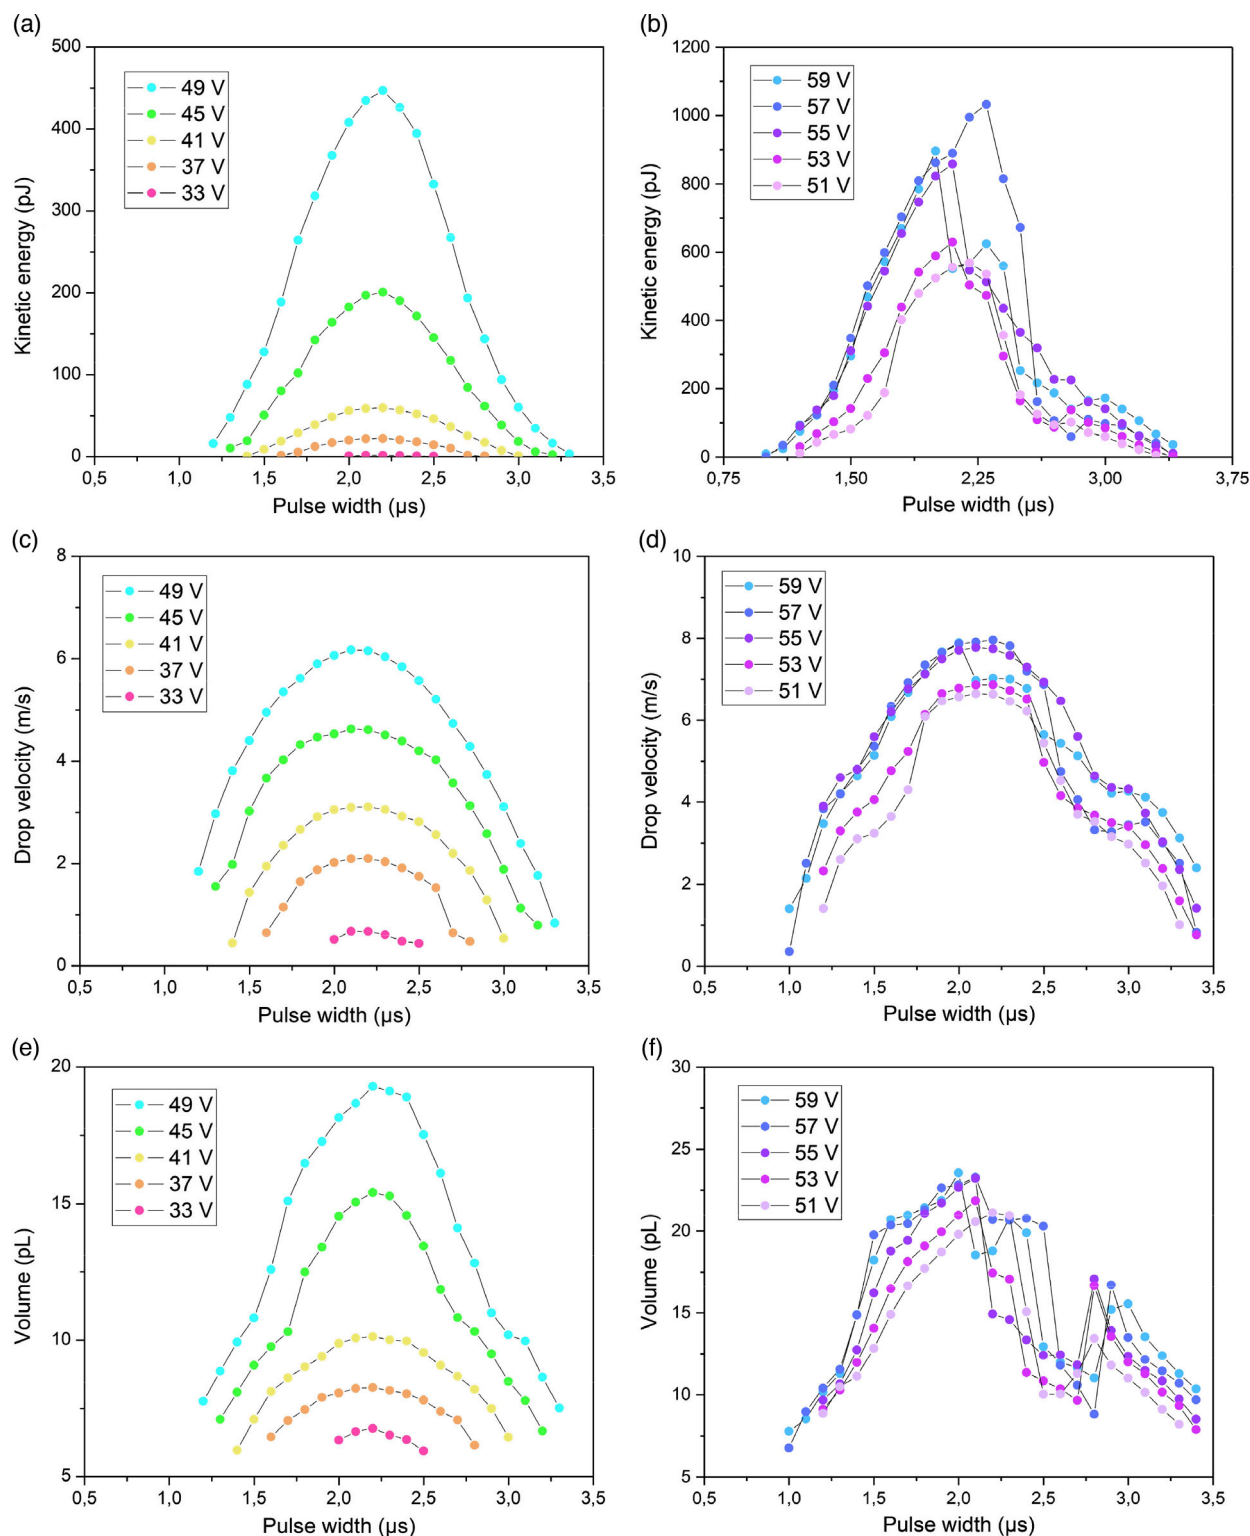 (a)
500
400
300
200
100
0
0,5 1,0 1,5 2,0 2,5 3,0 3,5
Kinetic energy (pJ)
Pulse width (µs)
49 V
45 V
41 V
37 V
33 V
(b)
1200
1000
800
600
400
200
0
0,75 1,50 2,25 3,00 3,75
Kinetic energy (pJ)
Pulse width (µs)
59 V
57 V
55 V
53 V
51 V
(c)
8
6
4
2
0
0,5 1,0 1,5 2,0 2,5 3,0 3,5
Drop velocity (m/s)
Pulse width (µs)
49 V
45 V
41 V
37 V
33 V
(d)
10
8
6
4
2
0
0,5 1,0 1,5 2,0 2,5 3,0 3,5
Drop velocity (m/s)
Pulse width (µs)
59 V
57 V
55 V
53 V
51 V
(e)
20
15
10
5
0,5 1,0 1,5 2,0 2,5 3,0 3,5
Volume (pL)
Pulse width (µs)
49 V
45 V
41 V
37 V
33 V
(f)
30
25
20
15
10
5
0,5 1,0 1,5 2,0 2,5 3,0 3,5
Volume (pL)
Pulse width (µs)
59 V
57 V
55 V
53 V
51 V